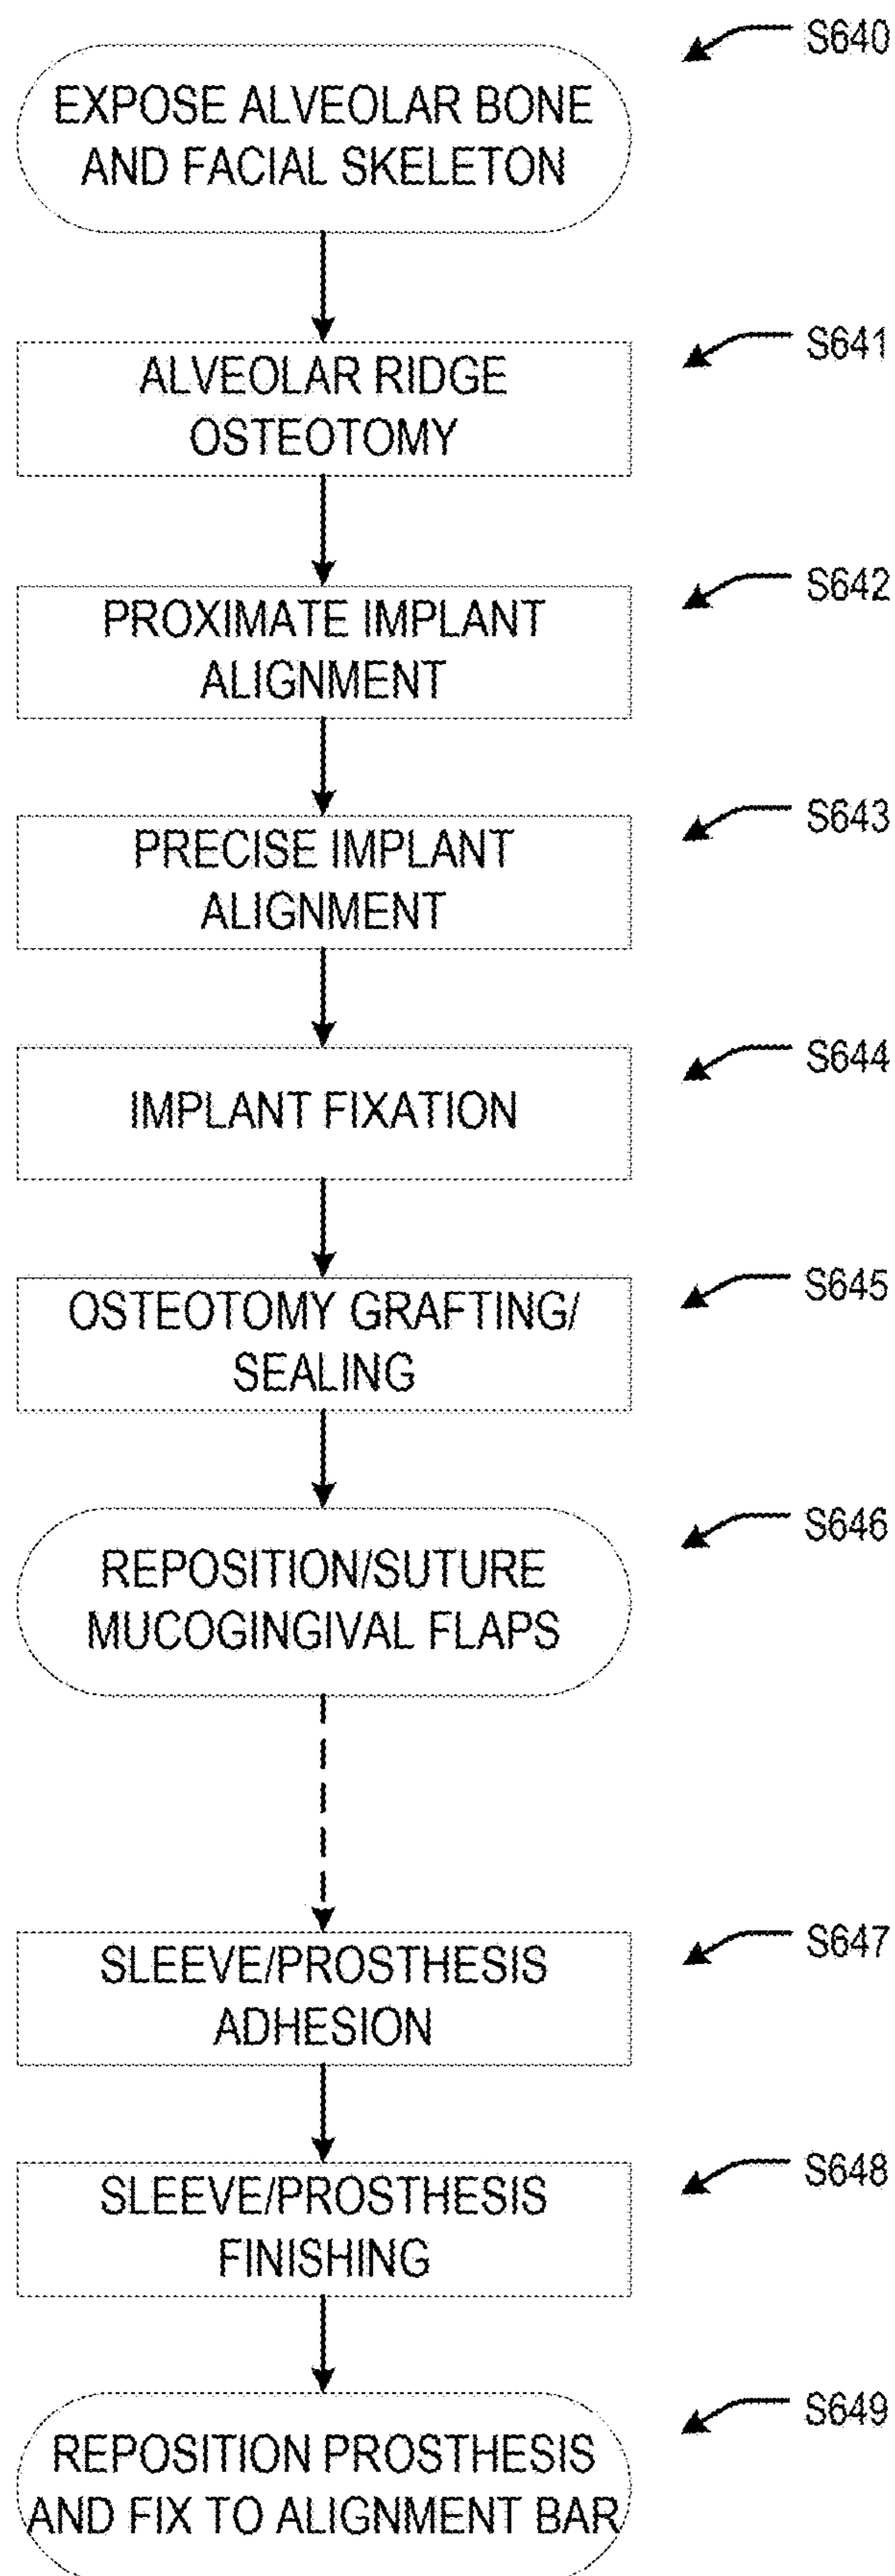 S640
EXPOSE ALVEOLAR BONE
AND FACIAL SKELETON
S641
ALVEOLAR RIDGE
OSTEOTOMY
S642
PROXIMATE IMPLANT
ALIGNMENT
S643
PRECISE IMPLANT
ALIGNMENT
S644
IMPLANT FIXATION
S645
OSTEOTOMY GRAFTING/
SEALING
S646
REPOSITION/SUTURE
MUCOGINGIVAL FLAPS
S647
SLEEVE/PROSTHESIS
ADHESION
S648
SLEEVE/PROSTHESIS
FINISHING
S649
REPOSITION PROSTHESIS
AND FIX TO ALIGNMENT BAR